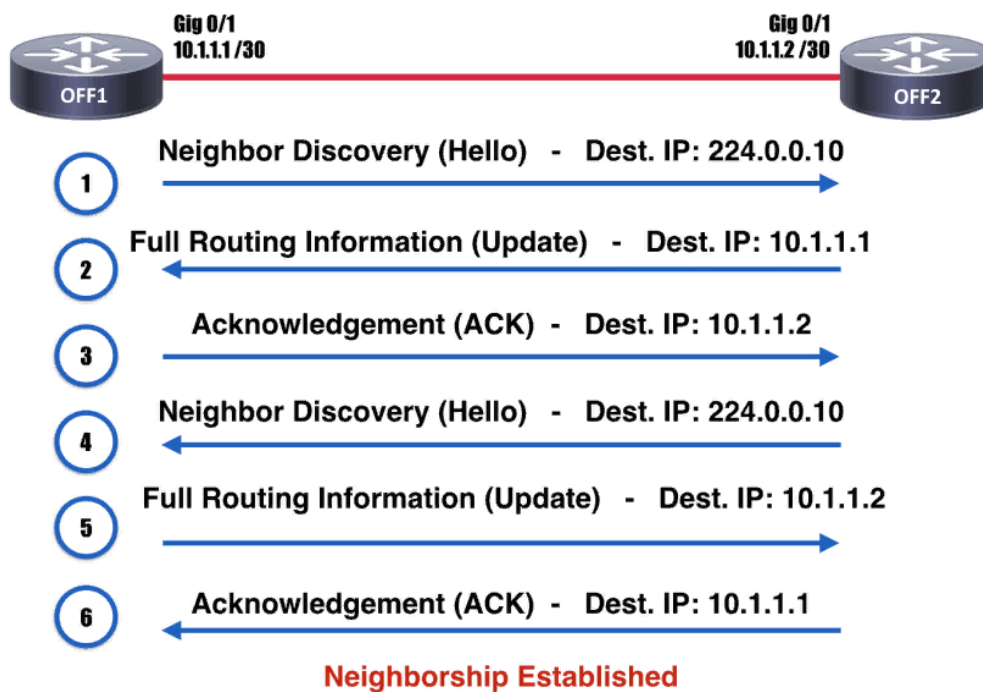 Gig 0/1
10.1.1.1 /30
Gig 0/1
10.1.1.2 /30
OFF1
OFF2
1
Neighbor Discovery (Hello) - Dest. IP: 224.0.0.10
2
Full Routing Information (Update) - Dest. IP: 10.1.1.1
3
Acknowledgement (ACK) - Dest. IP: 10.1.1.2
4
Neighbor Discovery (Hello) - Dest. IP: 224.0.0.10
5
Full Routing Information (Update) - Dest. IP: 10.1.1.2
6
Acknowledgement (ACK) - Dest. IP: 10.1.1.1
Neighborship Established